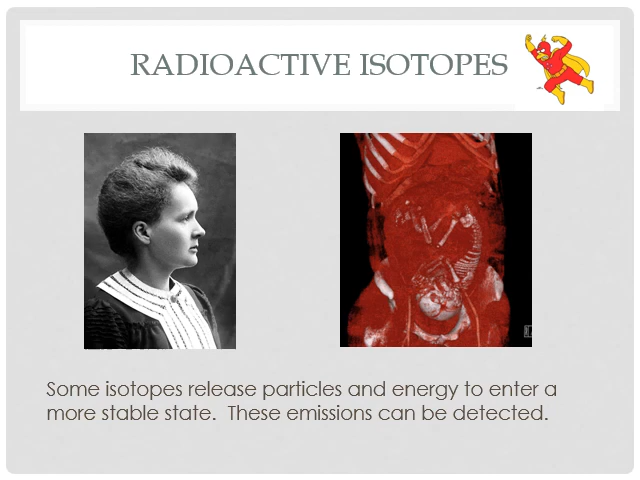 RADIOACTIVE ISOTOPES
Some isotopes release particles and energy to enter a
more stable state.  These emissions can be detected.